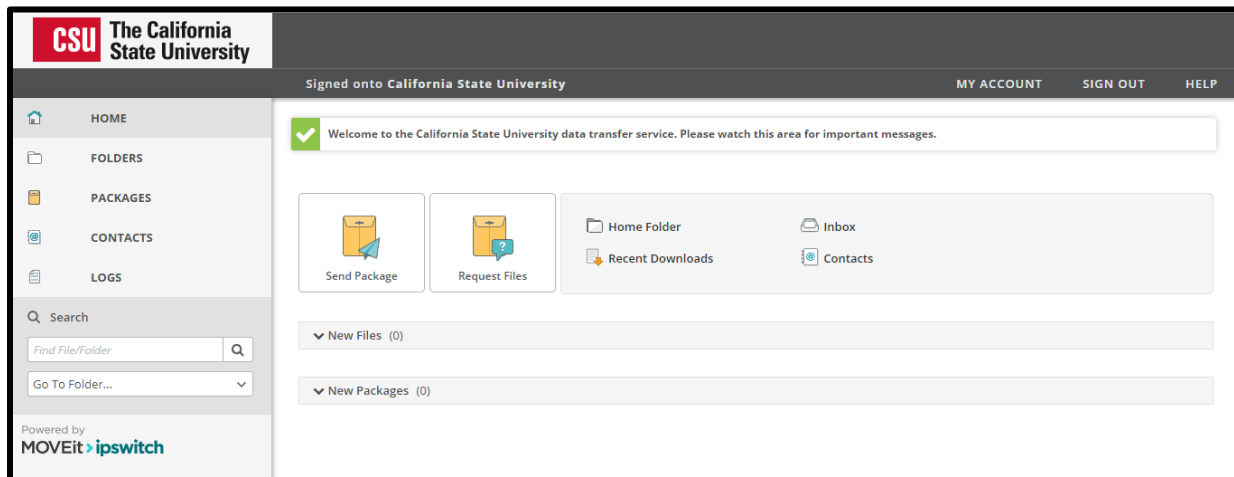 CSU The California
State University
Signed onto California State University
MY ACCOUNT SIGN OUT HELP
HOME
FOLDERS
PACKAGES
CONTACTS
LOGS
Search
Find File/Folder
Go To Folder...
Powered by
MOVEit ipswitch
Welcome to the California State University data transfer service. Please watch this area for important messages.
Send Package
Request Files
Home Folder
Inbox
Recent Downloads
Contacts
New Files (0)
New Packages (0)